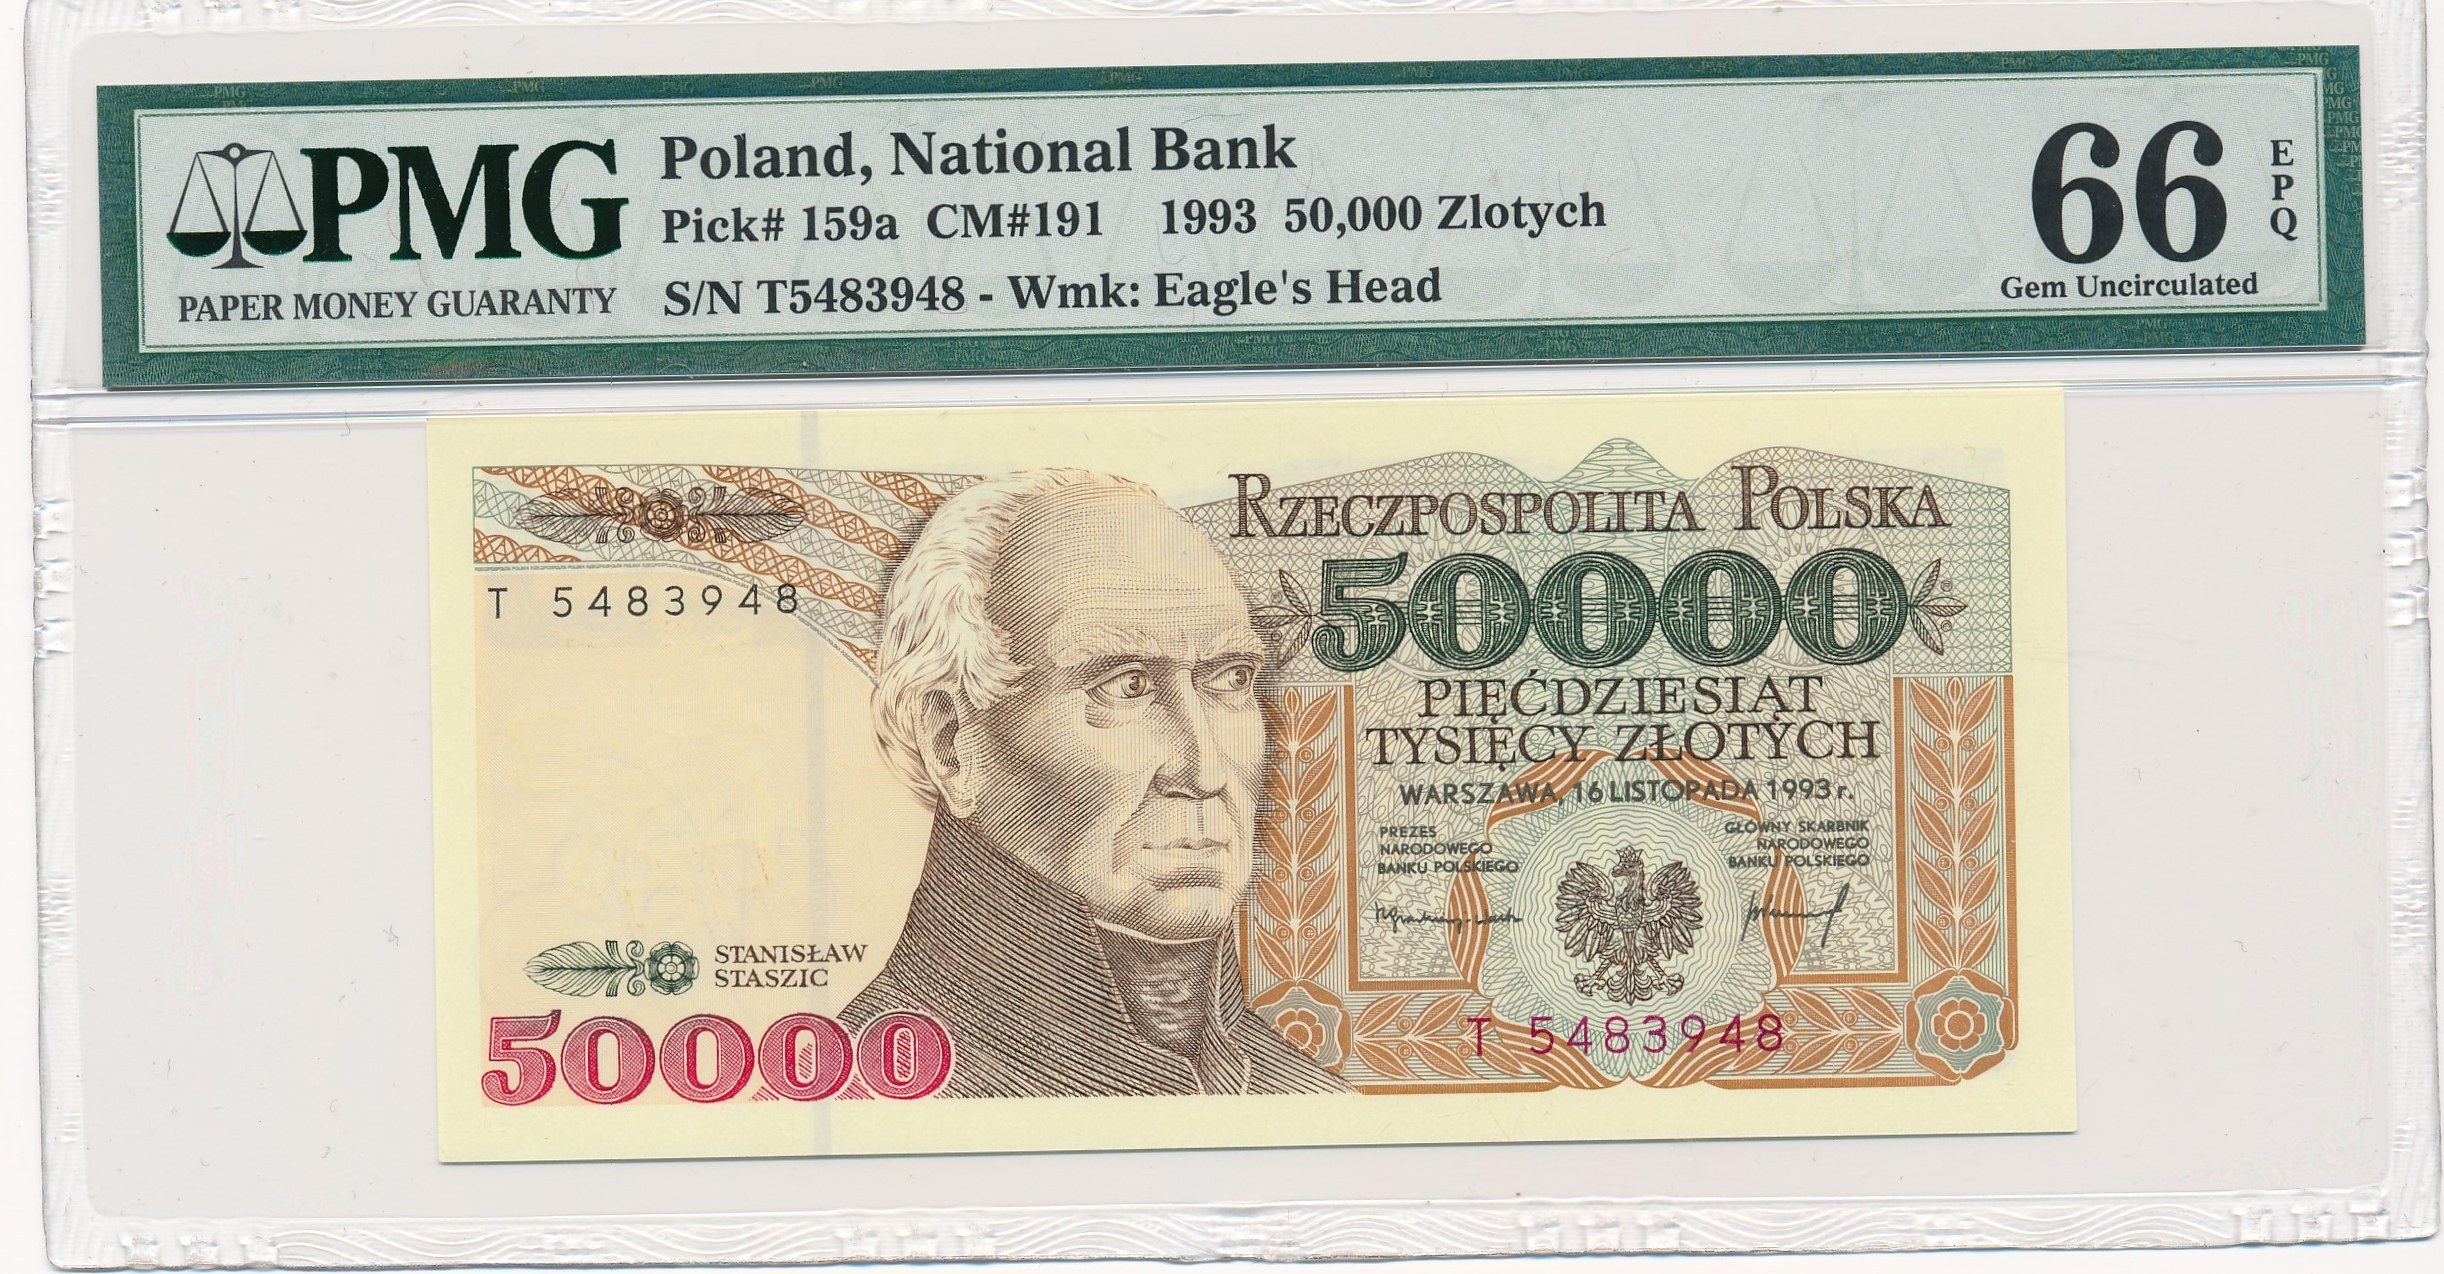 PMG
PAPER MONEY GUARANTY
Poland, National Bank
Pick# 159a CM#191 1993 50,000 Zlotych
S/N T5483948 - Wmk: Eagle's Head
66
EPQ
Gem Uncirculated
RZECZPOSPOLITA POLSKA
50000
T 5483948
PIĘĆDZIESIĄT
TYSIĘCY ZŁOTYCH
WARSZAWA, 16 LISTOPADA 1993 r.
PREZES
NARODOWEGO
BANKU POLSKIEGO
GŁÓWNY SKARBNIK
NARODOWEGO
BANKU POLSKIEGO
STANISŁAW
STASZIC
50000
T 5483948